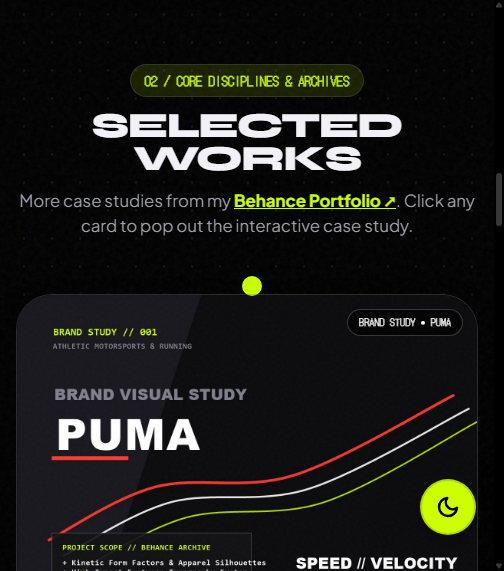 02 / CORE DISCIPLINES & ARCHIVES
SELECTED
WORKS
More case studies from my Behance Portfolio ↗. Click any
card to pop out the interactive case study.
BRAND STUDY // 001
BRAND STUDY • PUMA
ATHLETIC MOTORSPORTS & RUNNING
BRAND VISUAL STUDY
PUMA
PROJECT SCOPE // BEHANCE ARCHIVE
+ Kinetic Form Factors & Apparel Silhouettes
SPEED // VELOCITY